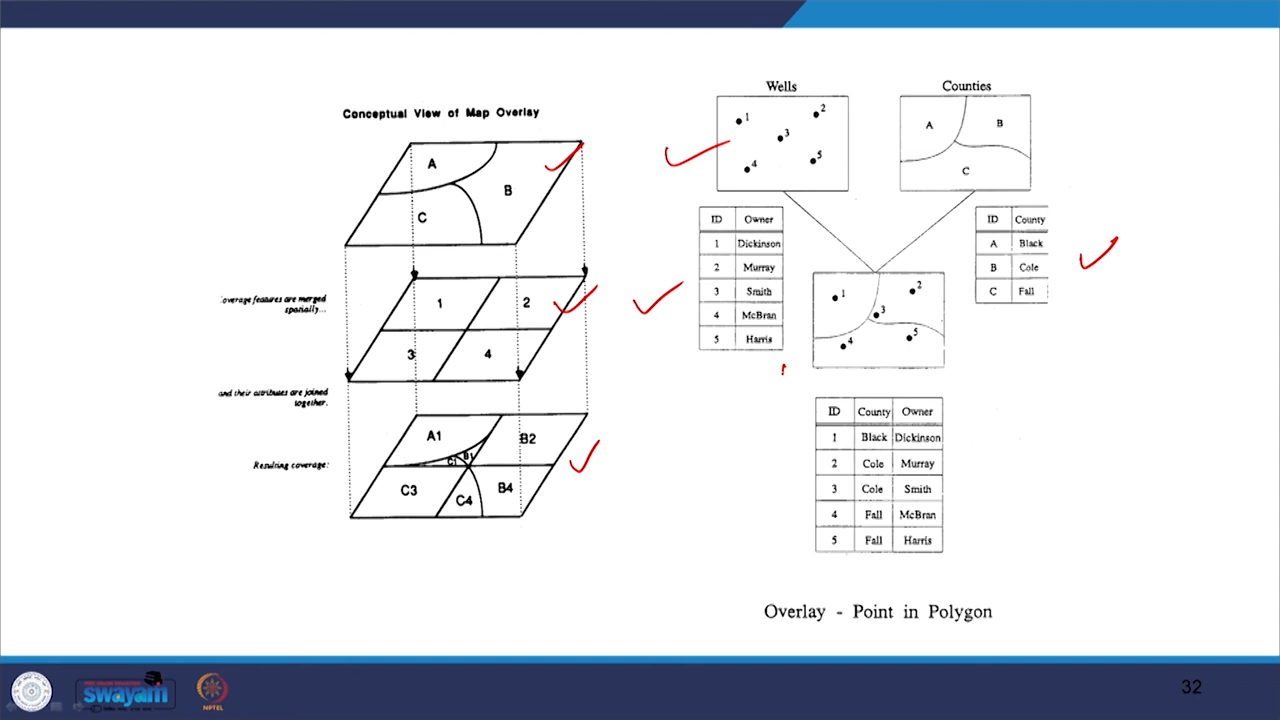 Conceptual View of Map Overlay
A
B
C
overage features are merged
spatially...
1
2
3
4
and their attributes are joined
together.
Resulting coverage:
A1
B1
B2
C1
C3
C4
B4
Wells
1
2
3
4
5
Counties
A
B
C
ID Owner
1 Dickinson
2 Murray
3 Smith
4 McBran
5 Harris
ID County
A Black
B Cole
C Fall
1
2
3
4
5
ID County Owner
1 Black Dickinson
2 Cole Murray
3 Cole Smith
4 Fall McBran
5 Fall Harris
Overlay - Point in Polygon
swayam
NPTEL
32